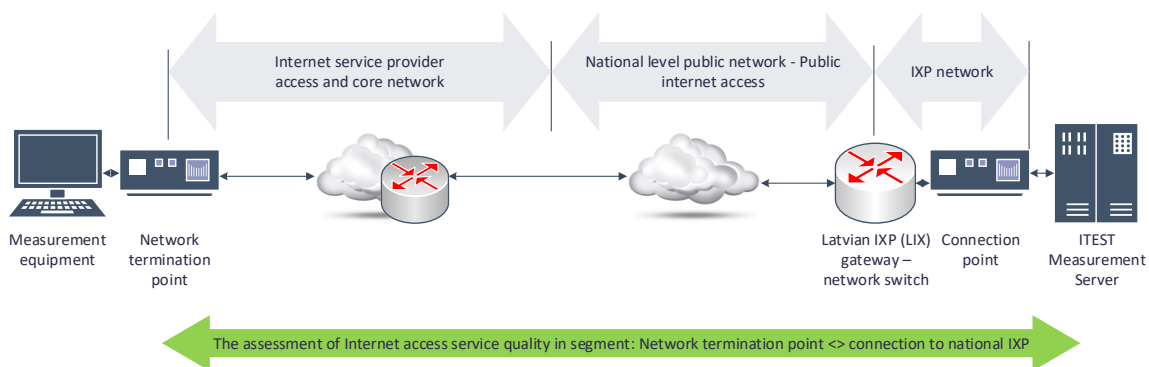 Internet service provider
access and core network
National level public network - Public
internet access
IXP network
Measurement
equipment
Network
termination
point
Latvian IXP (LIX)
gateway –
network switch
Connection
point
ITEST
Measurement
Server
The assessment of Internet access service quality in segment: Network termination point <> connection to national IXP